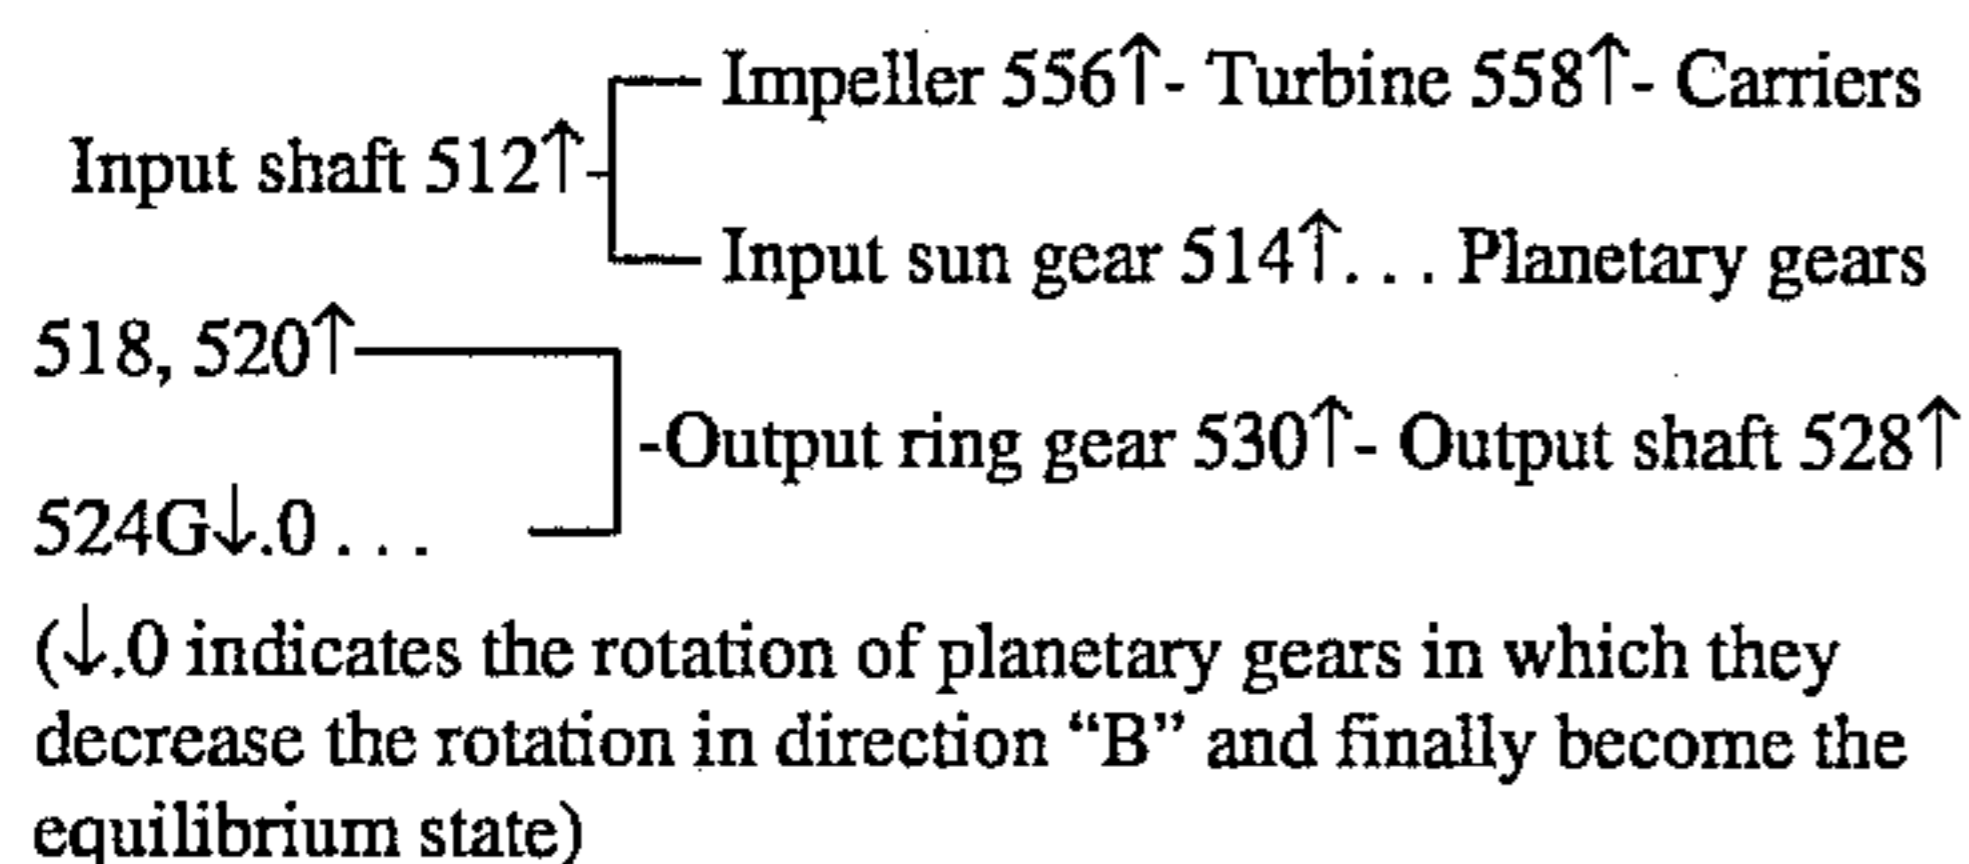 Impeller 556↑- Turbine 558↑- Carriers
Input shaft 512↑-
Input sun gear 514↑. . . Planetary gears
518, 520↑
-Output ring gear 530↑- Output shaft 528↑
524G↓.0 . . .
(↓.0 indicates the rotation of planetary gears in which they
decrease the rotation in direction “B” and finally become the
equilibrium state)